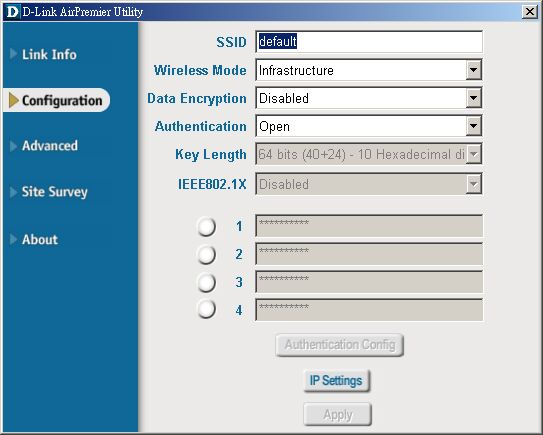 D D-Link AirPremier Utility
Link Info
Configuration
Advanced
Site Survey
About
SSID default
Wireless Mode Infrastructure
Data Encryption Disabled
Authentication Open
Key Length 64 bits (40+24) - 10 Hexadecimal di
IEEE802.1X Disabled
1 **********
2 **********
3 **********
4 **********
Authentication Config
IP Settings
Apply